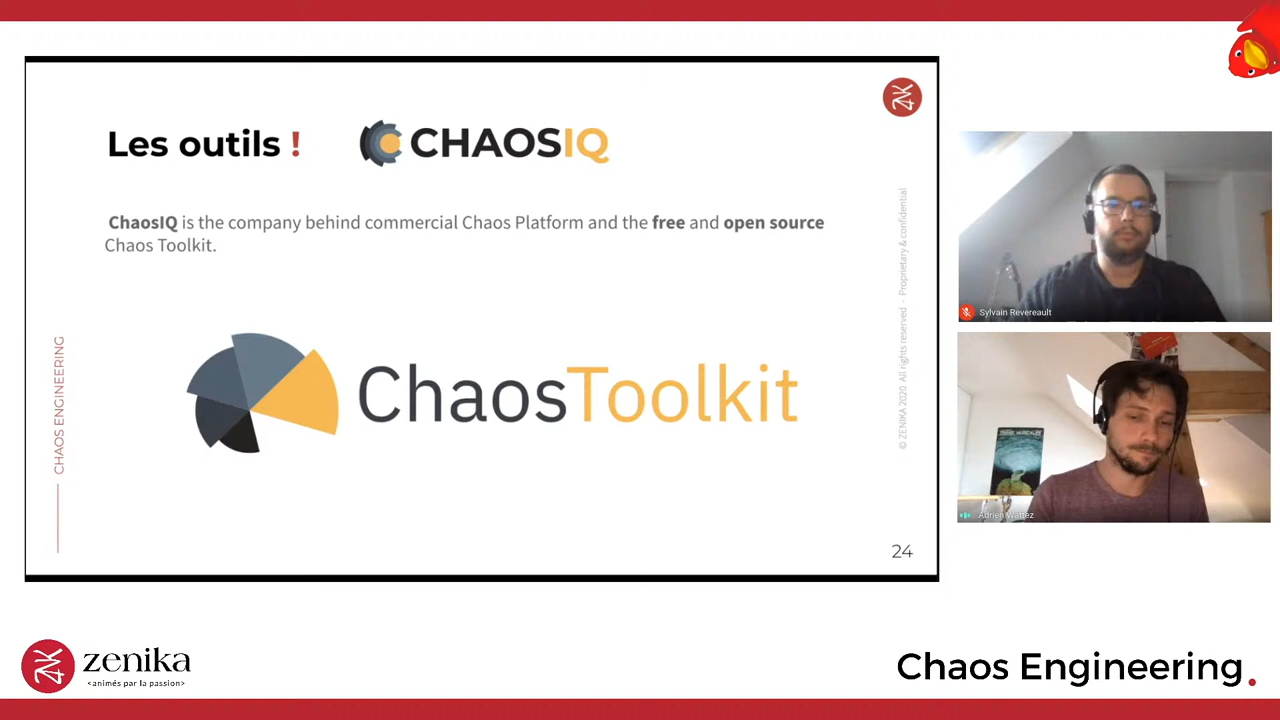 Les outils !
CHAOSIQ
ChaosIQ is the company behind commercial Chaos Platform and the free and open source
Chaos Toolkit.
ChaosToolkit
CHAOS ENGINEERING
© ZENIKA 2020 All rights reserved - Proprietary & confidential
24
Sylvain Revereault
Adrien Wattez
zenika
<animés par la passion>
Chaos Engineering.